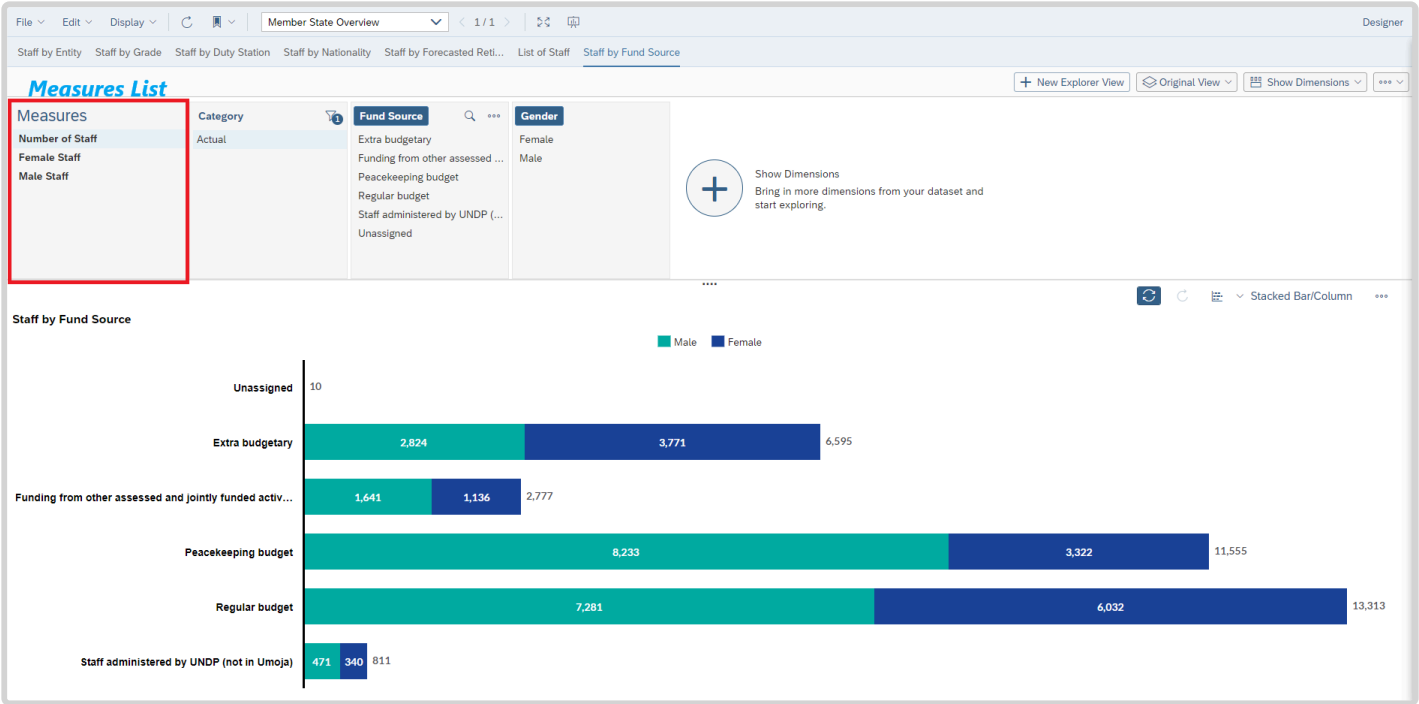 File Edit Display Member State Overview 1 / 1 Designer
Staff by Entity Staff by Grade Staff by Duty Station Staff by Nationality Staff by Forecasted Reti... List of Staff Staff by Fund Source
Measures List
New Explorer View Original View Show Dimensions
Measures
Number of Staff
Female Staff
Male Staff
Category 1
Actual
Fund Source
Extra budgetary
Funding from other assessed ...
Peacekeeping budget
Regular budget
Staff administered by UNDP (...
Unassigned
Gender
Female
Male
Show Dimensions
Bring in more dimensions from your dataset and
start exploring.
Stacked Bar/Column
Staff by Fund Source
Male Female
Unassigned 10
Extra budgetary 2,824 3,771 6,595
Funding from other assessed and jointly funded activ... 1,641 1,136 2,777
Peacekeeping budget 8,233 3,322 11,555
Regular budget 7,281 6,032 13,313
Staff administered by UNDP (not in Umoja) 471 340 811